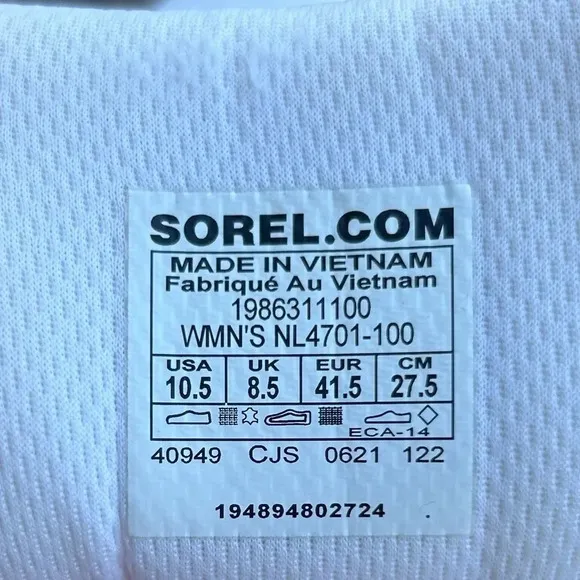 SOREL.COM
MADE IN VIETNAM
Fabriqué Au Vietnam
1986311100
WMN'S NL4701-100
USA UK EUR CM
10.5 8.5 41.5 27.5
ECA-14
40949 CJS 0621 122
194894802724 .